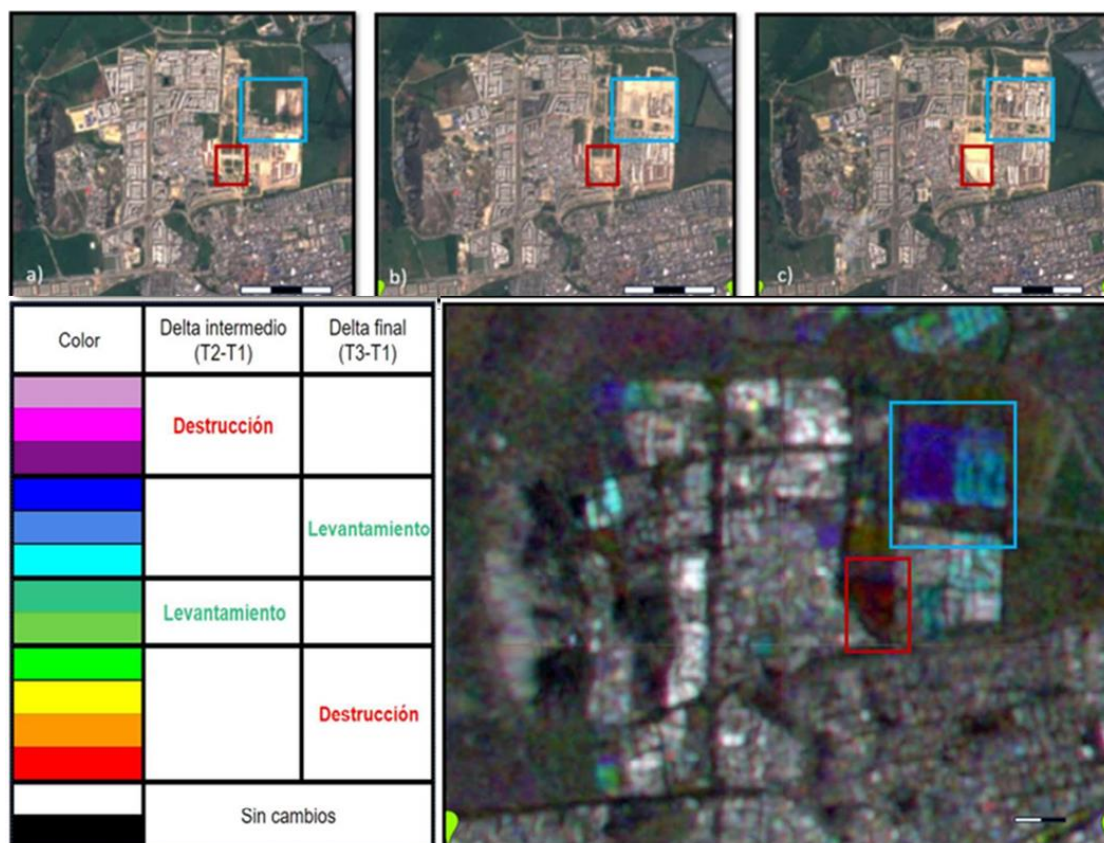 a)
b)
c)
Color
Delta intermedio
(T2-T1)
Delta final
(T3-T1)
Destrucción
Levantamiento
Levantamiento
Destrucción
Sin cambios